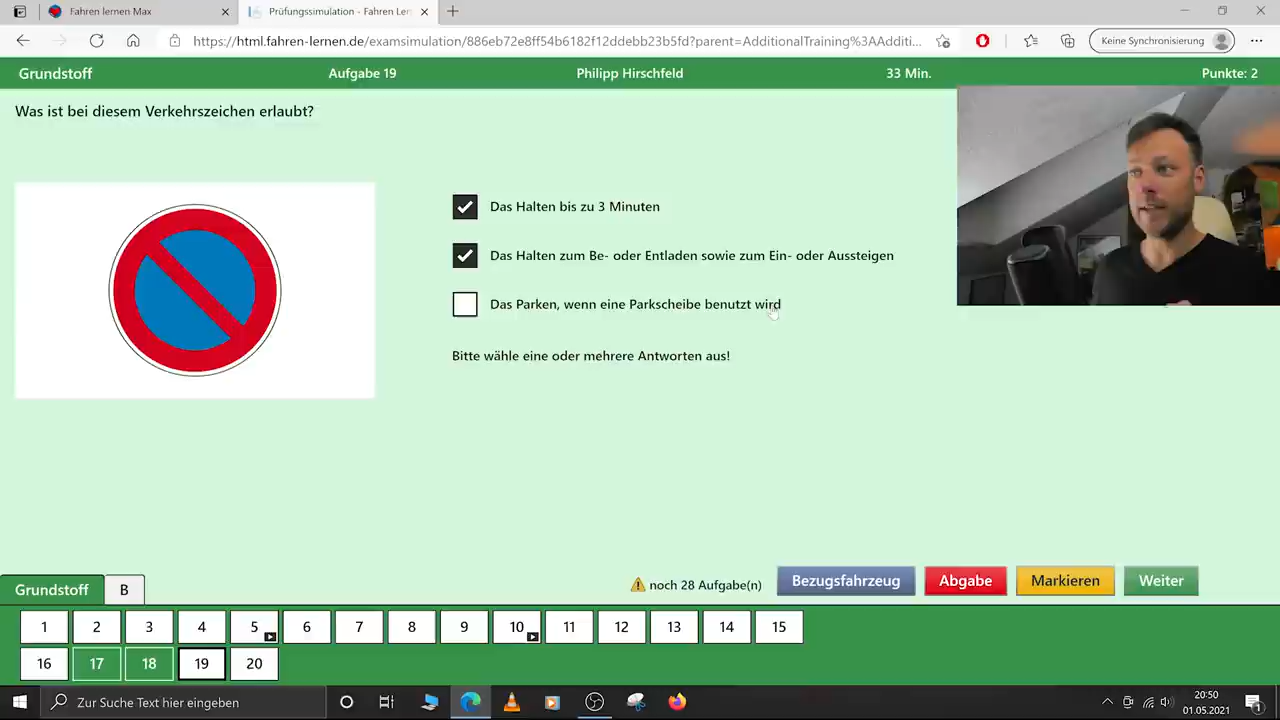 Fahren lernen Max
Prüfungssimulation - Fahren Ler
https://html.fahren-lernen.de/examsimulation/886eb72e8ff54b6182f12ddebb23b5fd?parent=AdditionalTraining%3AAdditi...
Keine Synchronisierung
Grundstoff
Aufgabe 19
Philipp Hirschfeld
33 Min.
Punkte: 2
Was ist bei diesem Verkehrszeichen erlaubt?
Das Halten bis zu 3 Minuten
Das Halten zum Be- oder Entladen sowie zum Ein- oder Aussteigen
Das Parken, wenn eine Parkscheibe benutzt wird
Bitte wähle eine oder mehrere Antworten aus!
Grundstoff
B
noch 28 Aufgabe(n)
Bezugsfahrzeug
Abgabe
Markieren
Weiter
1 2 3 4 5 6 7 8 9 10 11 12 13 14 15
16 17 18 19 20
Zur Suche Text hier eingeben
20:50
01.05.2021
1